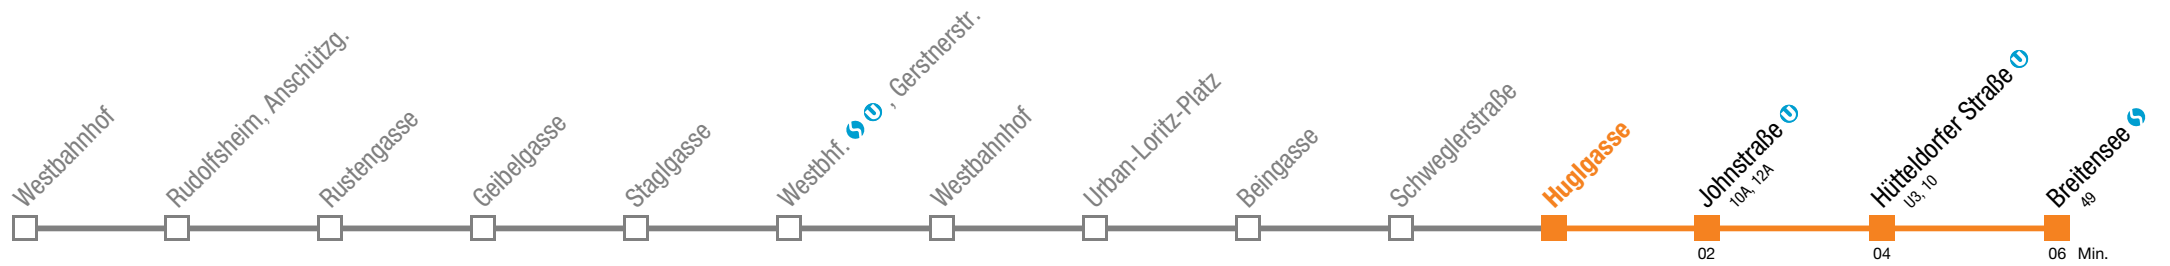 Westbahnhof
Rudolfsheim, Anschützg.
Rustengasse
Geibelgasse
Staglgasse
Westbhf. S U , Gerstnerstr.
Westbahnhof
Urban-Loritz-Platz
Beingasse
Schweglerstraße
Huglgasse
Johnstraße U
10A, 12A
Hütteldorfer Straße U
U3, 10
Breitensee S
49
02
04
06 Min.